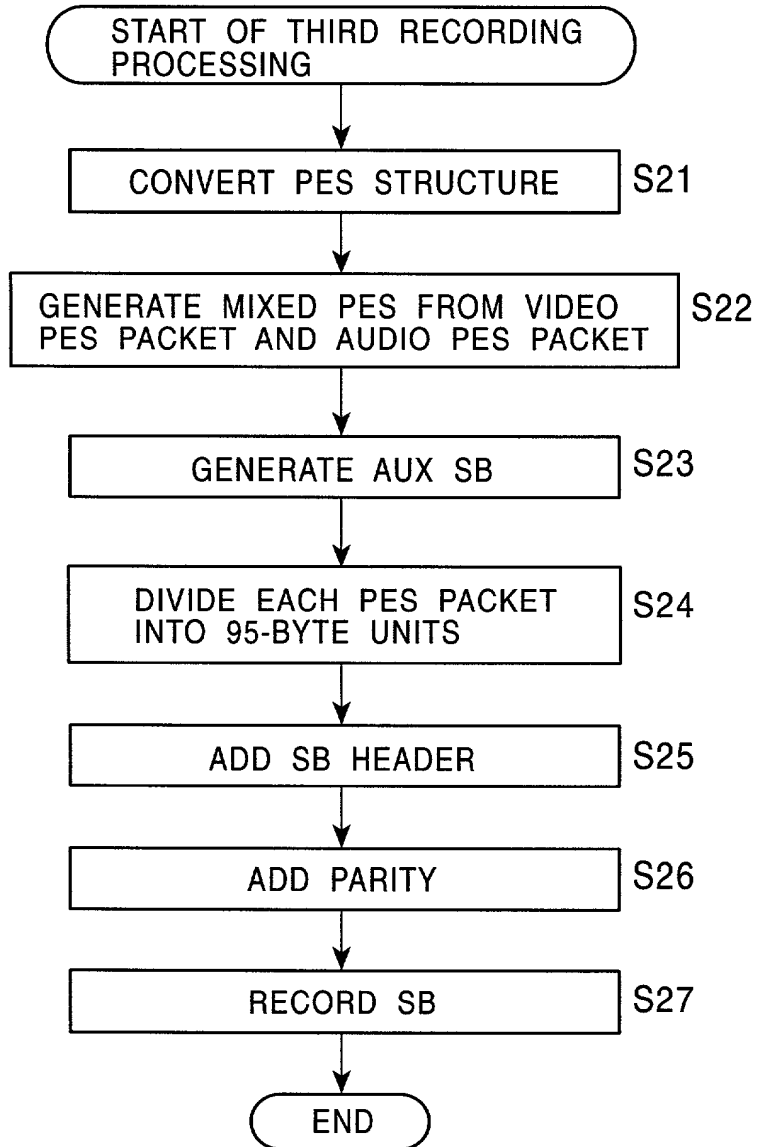 START OF THIRD RECORDING
PROCESSING
CONVERT PES STRUCTURE
S21
GENERATE MIXED PES FROM VIDEO
PES PACKET AND AUDIO PES PACKET
S22
GENERATE AUX SB
S23
DIVIDE EACH PES PACKET
INTO 95-BYTE UNITS
S24
ADD SB HEADER
S25
ADD PARITY
S26
RECORD SB
S27
END